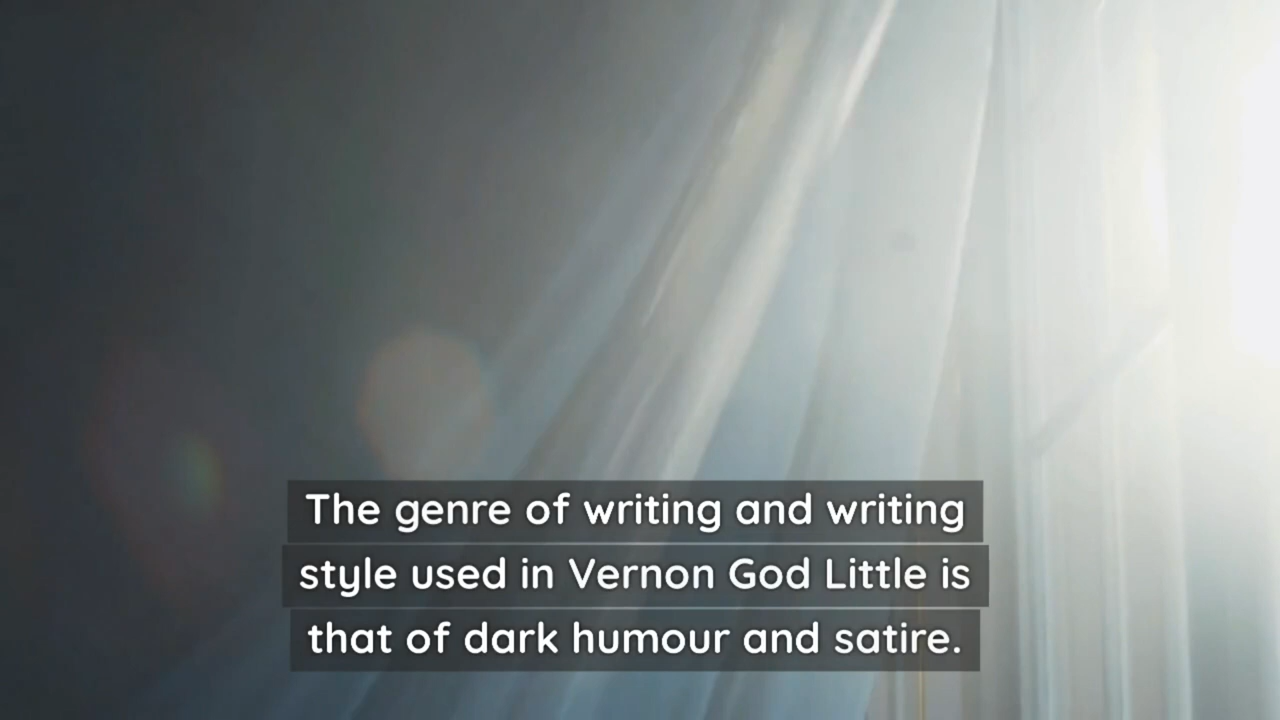 The genre of writing and writing
style used in Vernon God Little is
that of dark humour and satire.